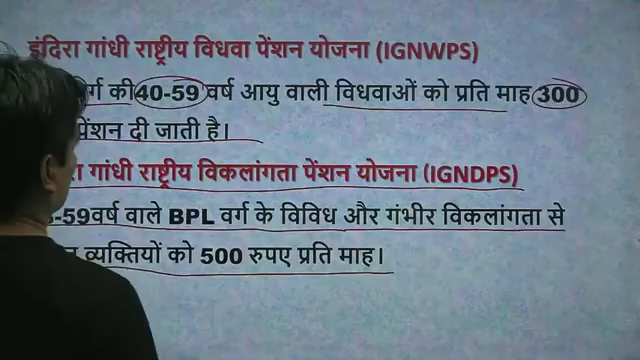 इंदिरा गांधी राष्ट्रीय विधवा पेंशन योजना (IGNWPS)
की 40-59 वर्ष आयु वाली विधवाओं को प्रति माह 300
पेंशन दी जाती है।
गांधी राष्ट्रीय विकलांगता पेंशन योजना (IGNDPS)
-59वर्ष वाले BPL वर्ग के विविध और गंभीर विकलांगता से
व्यक्तियों को 500 रुपए प्रति माह।